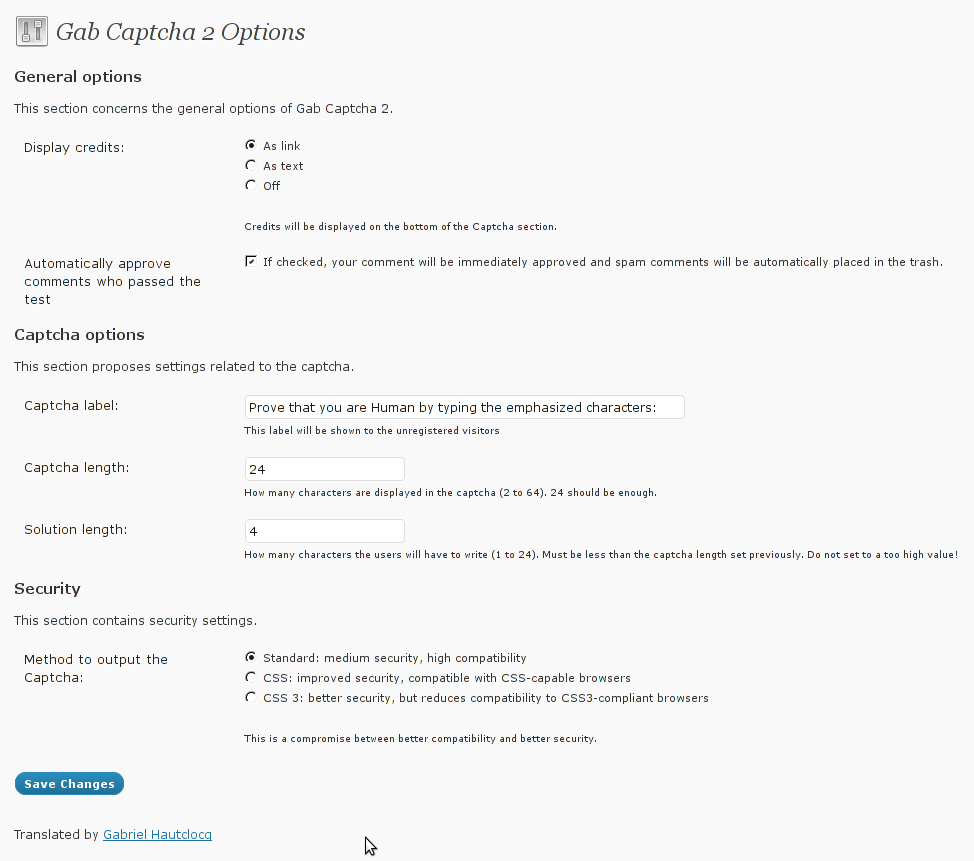 Gab Captcha 2 Options
General options
This section concerns the general options of Gab Captcha 2.
Display credits:
As link
As text
Off
Credits will be displayed on the bottom of the Captcha section.
Automatically approve
comments who passed the
test
If checked, your comment will be immediately approved and spam comments will be automatically placed in the trash.
Captcha options
This section proposes settings related to the captcha.
Captcha label:
Prove that you are Human by typing the emphasized characters:
This label will be shown to the unregistered visitors
Captcha length:
24
How many characters are displayed in the captcha (2 to 64). 24 should be enough.
Solution length:
4
How many characters the users will have to write (1 to 24). Must be less than the captcha length set previously. Do not set to a too high value!
Security
This section contains security settings.
Method to output the
Captcha:
Standard: medium security, high compatibility
CSS: improved security, compatible with CSS-capable browsers
CSS 3: better security, but reduces compatibility to CSS3-compliant browsers
This is a compromise between better compatibility and better security.
Save Changes
Translated by Gabriel Hautclocq